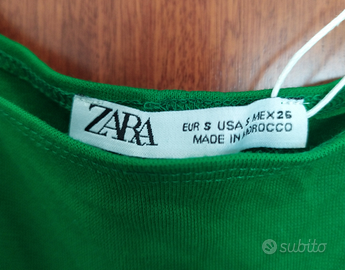 ZARA
EUR S USA S MEX 26
MADE IN MOROCCO
subito